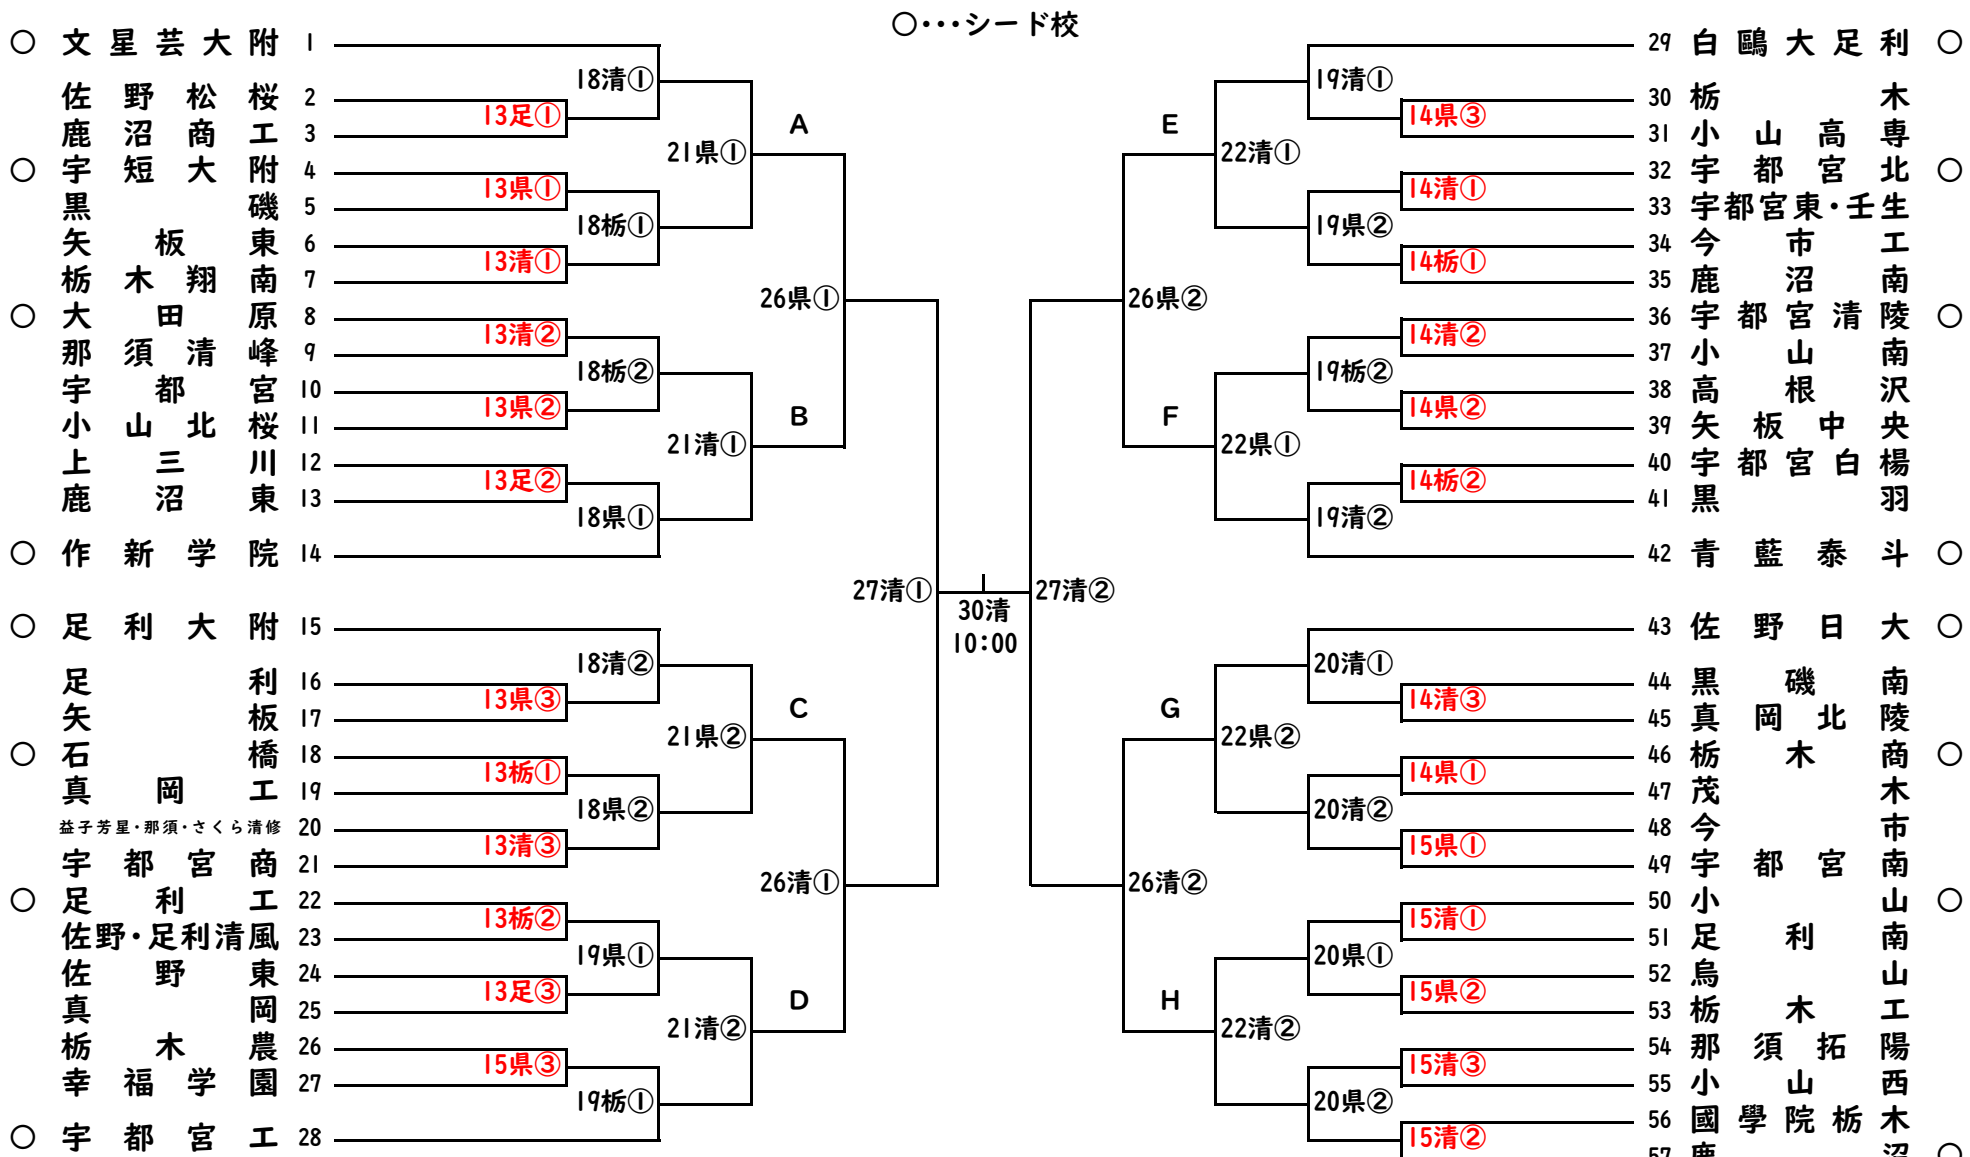 ○・・・シード校
○ 文星芸大附 1
佐野松桜 2
鹿沼商工 3
○ 宇短大附 4
黒磯 5
矢板東 6
栃木翔南 7
○ 大田原 8
那須清峰 9
宇都宮 10
小山北桜 11
上三川 12
鹿沼東 13
○ 作新学院 14
○ 足利大附 15
足利 16
矢板 17
○ 石橋 18
真岡工 19
益子芳星・那須・さくら清修 20
宇都宮商 21
○ 足利工 22
佐野・足利清風 23
佐野東 24
真岡 25
栃木農 26
幸福学園 27
○ 宇都宮工 28
13足①
13県①
13清①
13清②
13県②
13足②
13県③
13栃①
13清③
13栃②
13足③
15県③
18清①
18栃①
18栃②
18県①
18清②
18県②
19県①
19栃①
21県①
21清①
21県②
21清②
A
B
C
D
26県①
26清①
27清①
30清
10:00
27清②
26県②
26清②
E
F
G
H
22清①
22県①
22県②
22清②
19清①
19県②
19栃②
19清②
20清①
20清②
20県①
20県②
14県③
14清①
14栃①
14清②
14県②
14栃②
14清③
14県①
15県①
15清①
15県②
15清③
15清②
29 白鷗大足利 ○
30 栃木
31 小山高専
32 宇都宮北 ○
33 宇都宮東・壬生
34 今市工
35 鹿沼南
36 宇都宮清陵 ○
37 小山南
38 高根沢
39 矢板中央
40 宇都宮白楊
41 黒羽
42 青藍泰斗 ○
43 佐野日大 ○
44 黒磯南
45 真岡北陵
46 栃木商 ○
47 茂木
48 今市
49 宇都宮南
50 小山 ○
51 足利南
52 烏山
53 栃木工
54 那須拓陽
55 小山西
56 國學院栃木
57 鹿沼 ○